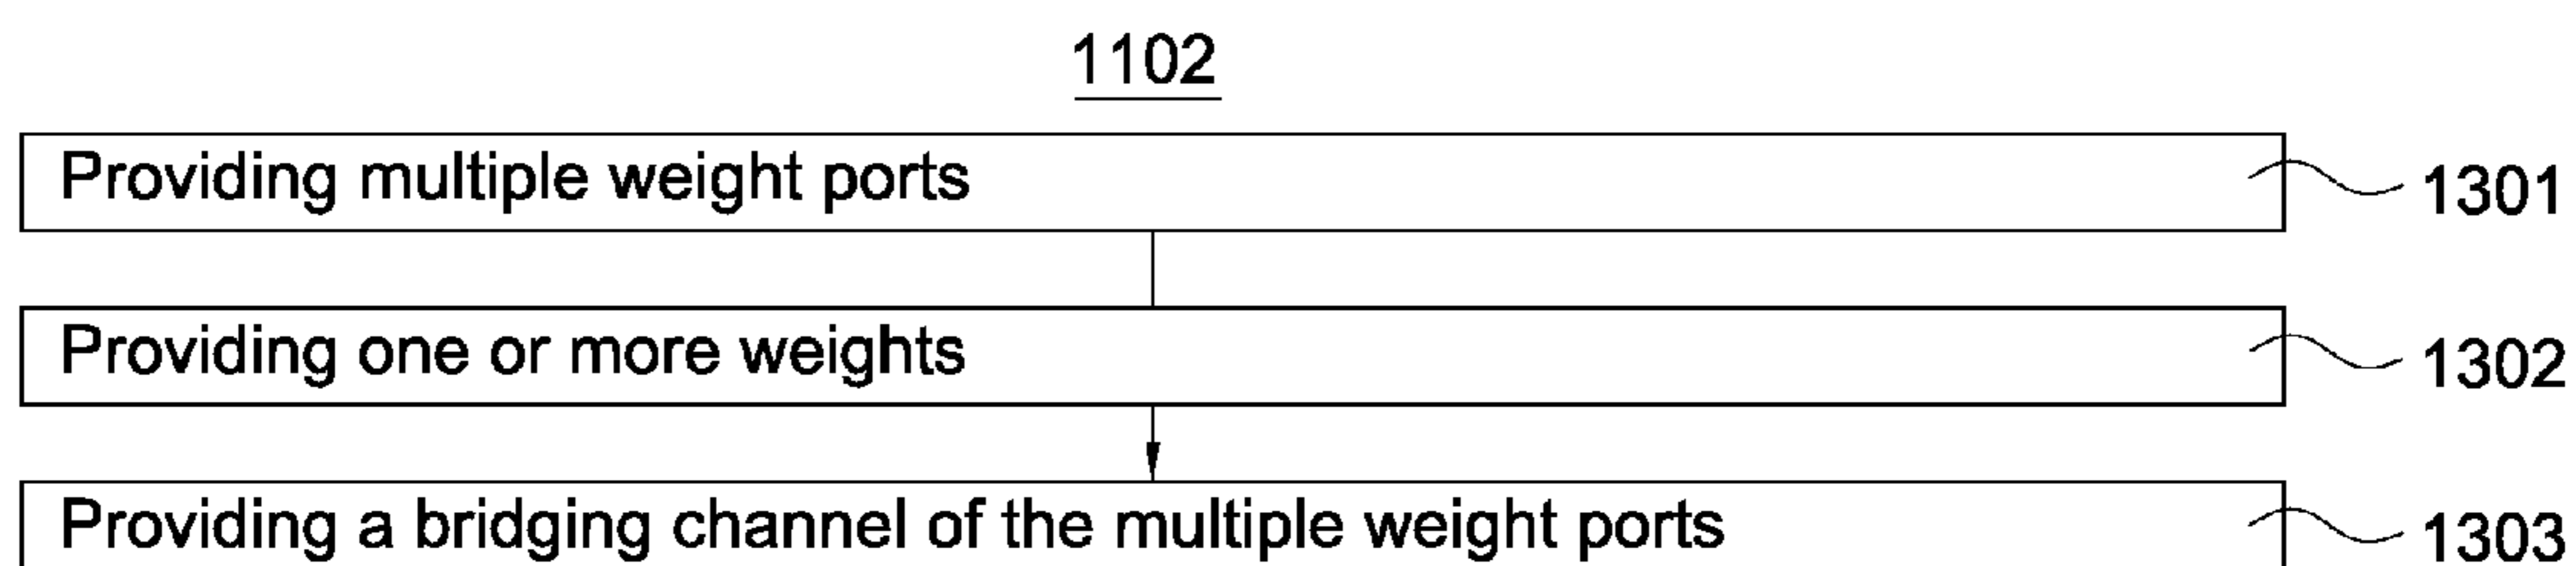 1102
Providing multiple weight ports 1301
Providing one or more weights 1302
Providing a bridging channel of the multiple weight ports 1303